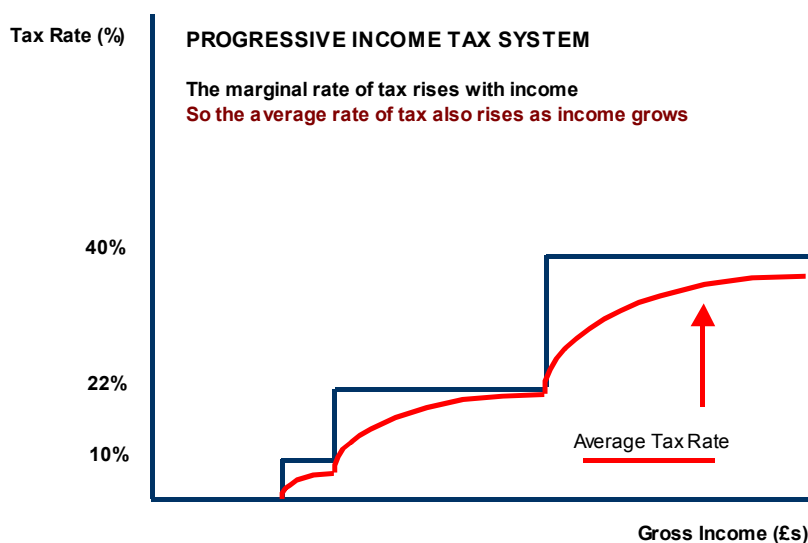 Tax Rate (%)
PROGRESSIVE INCOME TAX SYSTEM
The marginal rate of tax rises with income
So the average rate of tax also rises as income grows
40%
22%
10%
Average Tax Rate
Gross Income (£s)